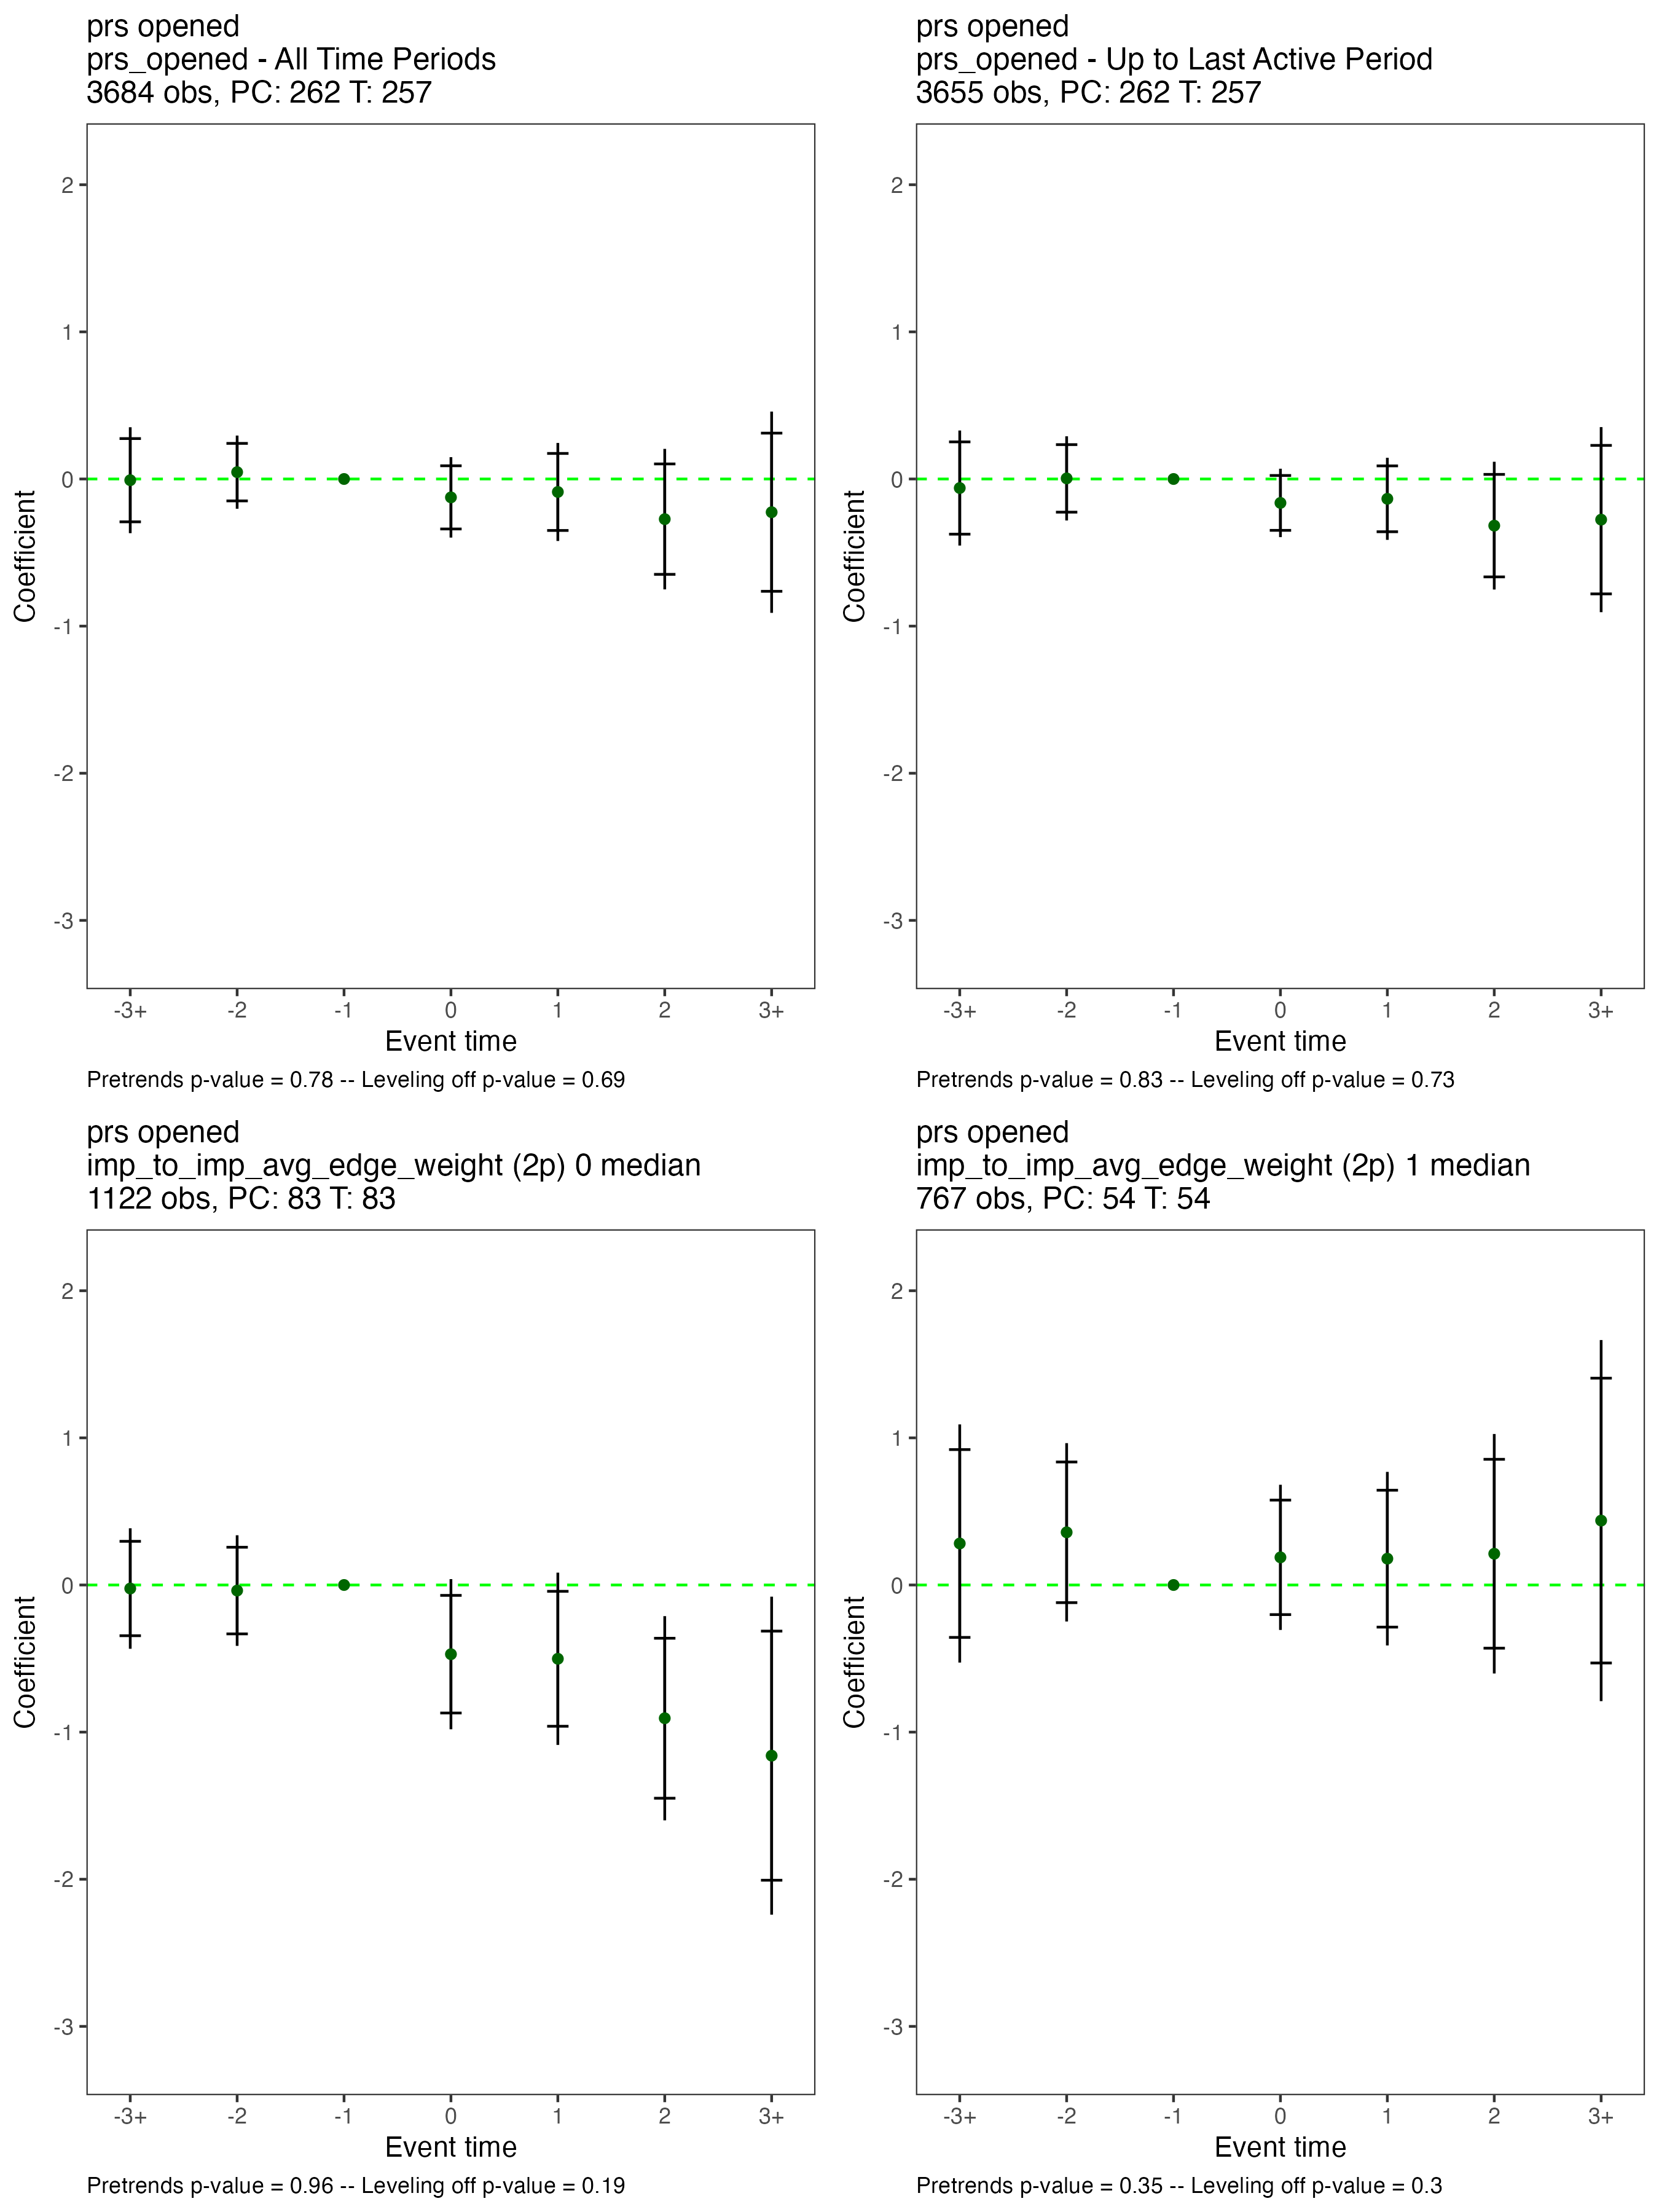 prs opened
prs_opened - All Time Periods
3684 obs, PC: 262 T: 257
2
1
0
-1
-2
-3
Coefficient
-3+ -2 -1 0 1 2 3+
Event time
Pretrends p-value = 0.78 -- Leveling off p-value = 0.69
prs opened
prs_opened - Up to Last Active Period
3655 obs, PC: 262 T: 257
2
1
0
-1
-2
-3
Coefficient
-3+ -2 -1 0 1 2 3+
Event time
Pretrends p-value = 0.83 -- Leveling off p-value = 0.73
prs opened
imp_to_imp_avg_edge_weight (2p) 0 median
1122 obs, PC: 83 T: 83
2
1
0
-1
-2
-3
Coefficient
-3+ -2 -1 0 1 2 3+
Event time
Pretrends p-value = 0.96 -- Leveling off p-value = 0.19
prs opened
imp_to_imp_avg_edge_weight (2p) 1 median
767 obs, PC: 54 T: 54
2
1
0
-1
-2
-3
Coefficient
-3+ -2 -1 0 1 2 3+
Event time
Pretrends p-value = 0.35 -- Leveling off p-value = 0.3